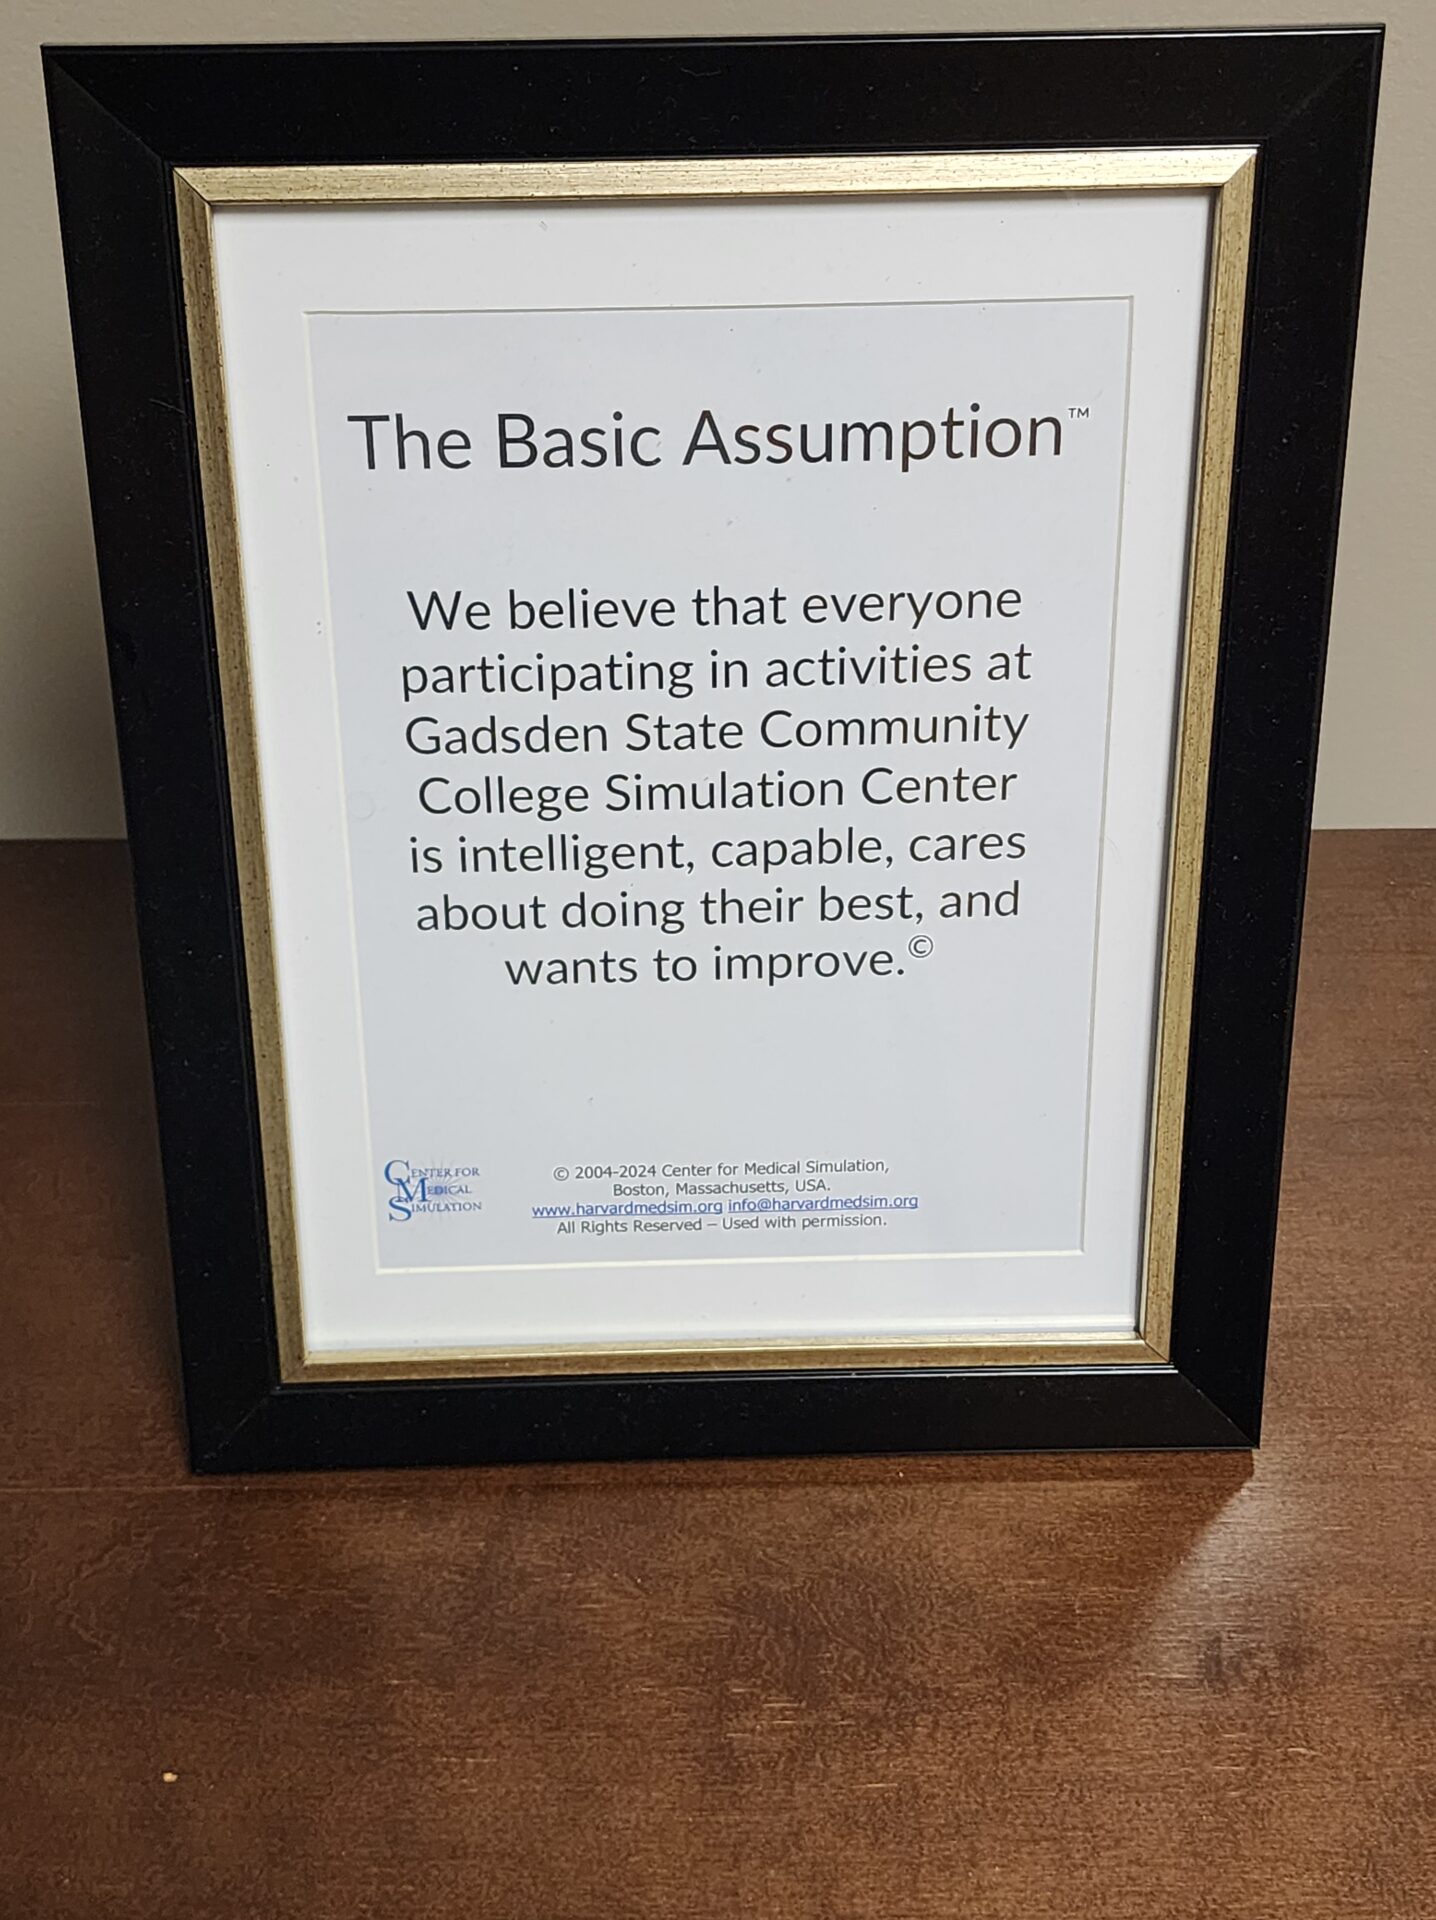 The Basic Assumption™
We believe that everyone
participating in activities at
Gadsden State Community
College Simulation Center
is intelligent, capable, cares
about doing their best, and
wants to improve.©
CENTER FOR
MEDICAL
SIMULATION
© 2004-2024 Center for Medical Simulation,
Boston, Massachusetts, USA.
www.harvardmedsim.org info@harvardmedsim.org
All Rights Reserved – Used with permission.